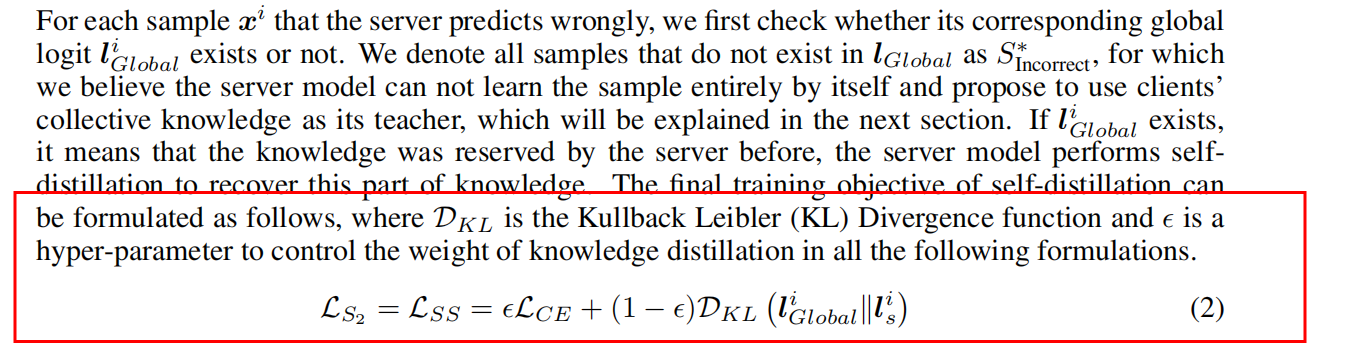 For each sample $x^i$ that the server predicts wrongly, we first check whether its corresponding global
logit $l^i_{Global}$ exists or not. We denote all samples that do not exist in $l_{Global}$ as $S^*_{\text{Incorrect}}$, for which
we believe the server model can not learn the sample entirely by itself and propose to use clients'
collective knowledge as its teacher, which will be explained in the next section. If $l^i_{Global}$ exists,
it means that the knowledge was reserved by the server before, the server model performs self-
distillation to recover this part of knowledge. The final training objective of self-distillation can
be formulated as follows, where $\mathcal{D}_{KL}$ is the Kullback Leibler (KL) Divergence function and $\epsilon$ is a
hyper-parameter to control the weight of knowledge distillation in all the following formulations.
$\mathcal{L}_{S_2} = \mathcal{L}_{SS} = \epsilon\mathcal{L}_{CE} + (1 - \epsilon)\mathcal{D}_{KL}\left(l^i_{Global} \| l^i_s\right)$ (2)